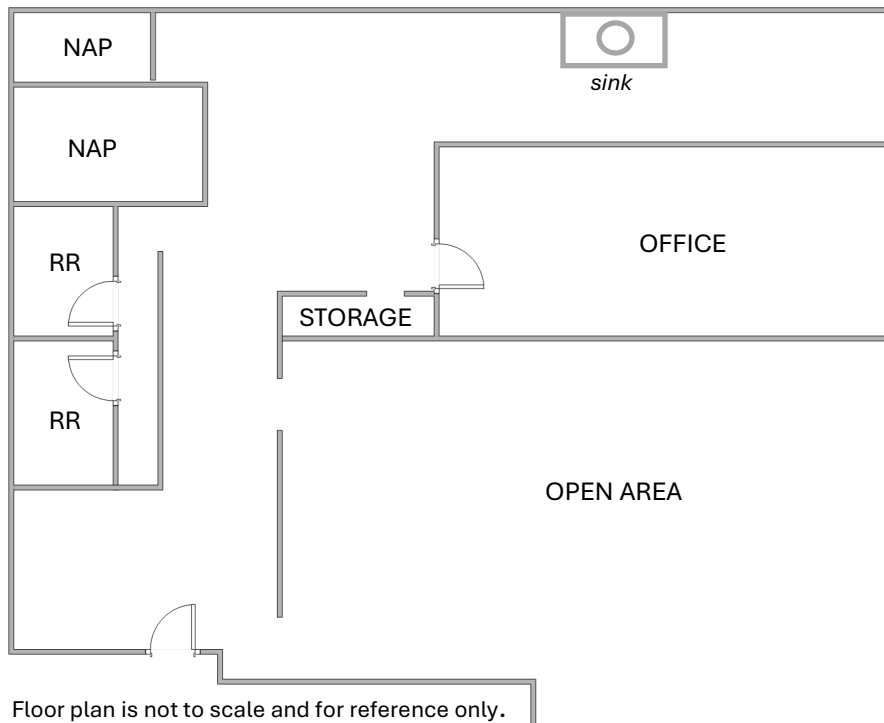 NAP
sink
NAP
OFFICE
RR
STORAGE
RR
OPEN AREA
Floor plan is not to scale and for reference only.